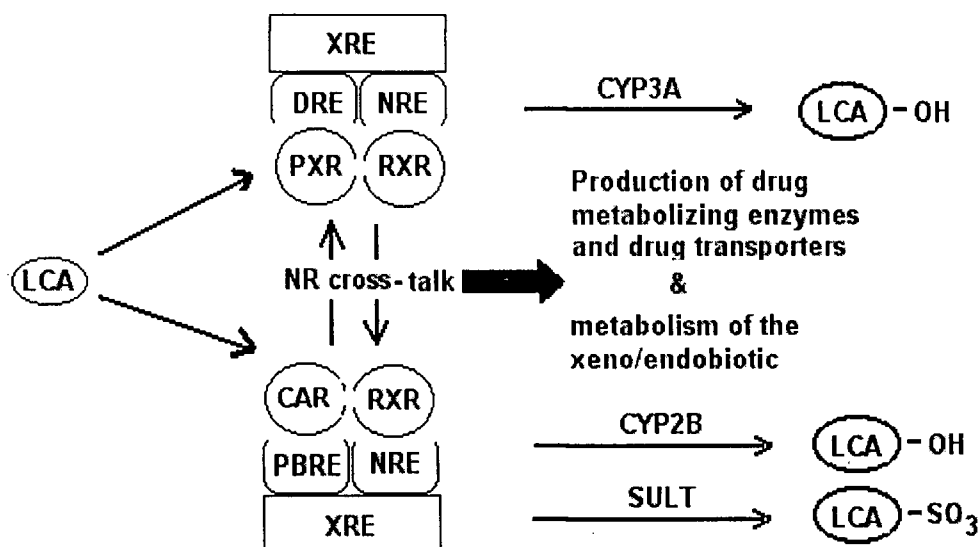 XRE
DRE NRE
CYP3A
LCA -OH
PXR RXR
Production of drug
metabolizing enzymes
and drug transporters
&
metabolism of the
xeno/endobiotic
LCA
NR cross-talk
CAR RXR
CYP2B
LCA -OH
PBRE NRE
SULT
LCA -SO3
XRE